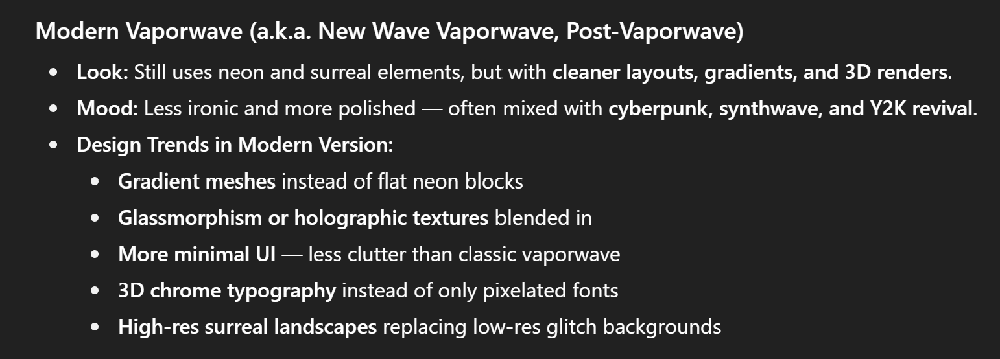 Modern Vaporwave (a.k.a. New Wave Vaporwave, Post-Vaporwave)
Look: Still uses neon and surreal elements, but with cleaner layouts, gradients, and 3D renders.
Mood: Less ironic and more polished — often mixed with cyberpunk, synthwave, and Y2K revival.
Design Trends in Modern Version:
Gradient meshes instead of flat neon blocks
Glassmorphism or holographic textures blended in
More minimal UI — less clutter than classic vaporwave
3D chrome typography instead of only pixelated fonts
High-res surreal landscapes replacing low-res glitch backgrounds